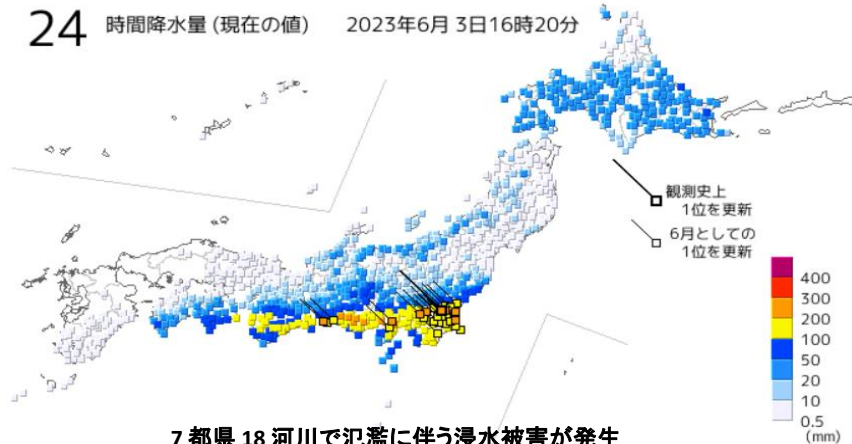 24 時間降水量 (現在の値) 2023年6月 3日16時20分
観測史上
1位を更新
6月としての
1位を更新
400
300
200
100
50
20
10
0.5
(mm)
7 都県 18 河川で氾濫に伴う浸水被害が発生